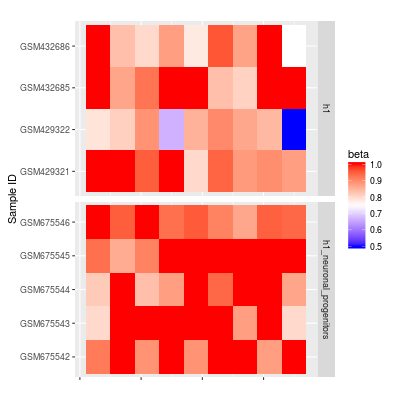 GSM432686
GSM432685
GSM429322
GSM429321
h1
GSM675546
GSM675545
GSM675544
GSM675543
GSM675542
h1_neuronal_progenitors
Sample ID
beta
1.0
0.9
0.8
0.7
0.6
0.5